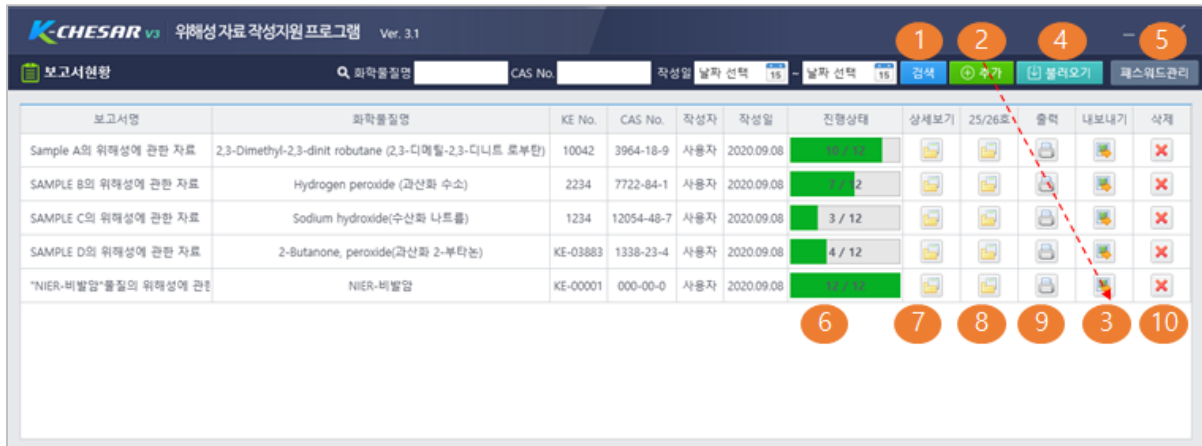 K-CHESAR V3 위해성 자료 작성지원 프로그램 Ver. 3.1
1 2 4 5
보고서현황 화학물질명 CAS No. 작성일 날짜 선택 15 ~ 날짜 선택 15 검색 추가 불러오기 패스워드관리
보고서명 화학물질명 KE No. CAS No. 작성자 작성일 진행상태 상세보기 25/26호 출력 내보내기 삭제
Sample A의 위해성에 관한 자료 2,3-Dimethyl-2,3-dinit robutane (2,3-디메틸-2,3-디니트 로부탄) 10042 3964-18-9 사용자 2020.09.08 10 / 12
SAMPLE B의 위해성에 관한 자료 Hydrogen peroxide (과산화 수소) 2234 7722-84-1 사용자 2020.09.08 7 / 12
SAMPLE C의 위해성에 관한 자료 Sodium hydroxide(수산화 나트륨) 1234 12054-48-7 사용자 2020.09.08 3 / 12
SAMPLE D의 위해성에 관한 자료 2-Butanone, peroxide(과산화 2-부탁논) KE-03883 1338-23-4 사용자 2020.09.08 4 / 12
"NIER-비발암"물질의 위해성에 관한 NIER-비발암 KE-00001 000-00-0 사용자 2020.09.08 12 / 12
6 7 8 9 3 10